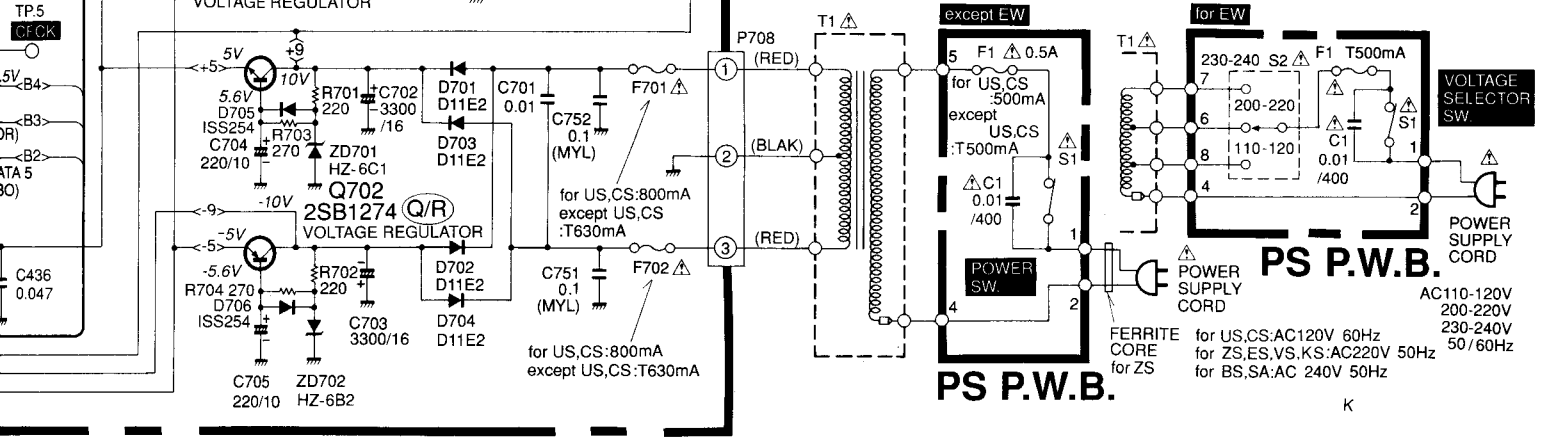 VOLTAGE REGULATOR
TP.5
CFCK
.5V
B4
B3
OR)
B2
ATA 5
BO)
C436
0.047
+5
5V
+9
10V
5.6V
D705
ISS254
C704
220/10
R703
270
R701
220
ZD701
HZ-6C1
C702
3300
/16
D701
D11E2
D703
D11E2
C701
0.01
C752
0.1
(MYL)
F701
Q702
2SB1274 Q/R
VOLTAGE REGULATOR
-9
-10V
-5
-5V
-5.6V
R704 270
D706
ISS254
R702
220
C705
220/10
ZD702
HZ-6B2
C703
3300/16
D702
D11E2
D704
D11E2
C751
0.1
(MYL)
for US,CS:800mA
except US,CS
:T630mA
F702
for US,CS:800mA
except US,CS:T630mA
P708
1
(RED)
2
(BLAK)
3
(RED)
T1
except EW
5
F1 0.5A
for US,CS
:500mA
except
US,CS
:T500mA
S1
C1
0.01
/400
POWER
SW.
4
1
2
PS P.W.B.
FERRITE
CORE
for ZS
POWER
SUPPLY
CORD
for EW
T1
230-240 S2
7
200-220
6
110-120
8
4
F1 T500mA
C1
0.01
/400
S1
1
2
VOLTAGE
SELECTOR
SW.
POWER
SUPPLY
CORD
PS P.W.B.
AC110-120V
200-220V
230-240V
50/60Hz
for US,CS:AC120V 60Hz
for ZS,ES,VS,KS:AC220V 50Hz
for BS,SA:AC 240V 50Hz
K